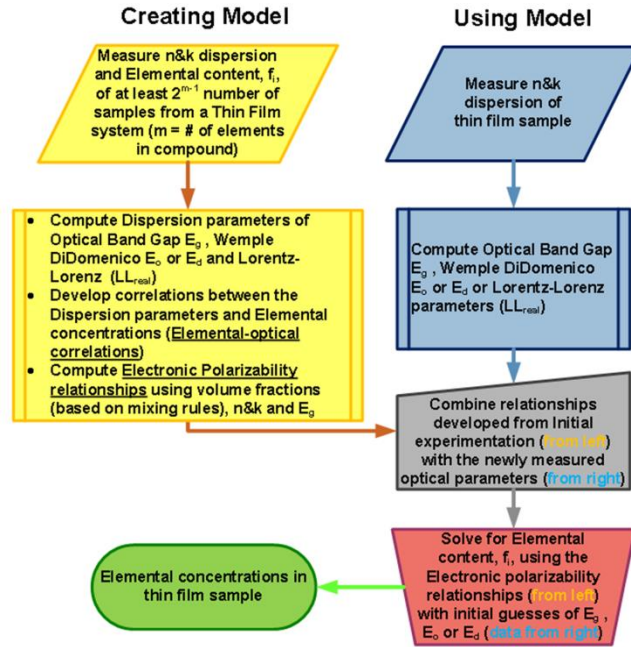 Creating Model
Measure n&k dispersion
and Elemental content, fi,
of at least 2m-1 number of
samples from a Thin Film
system (m = # of elements
in compound)
• Compute Dispersion parameters of
Optical Band Gap Eg , Wemple
DiDomenico Eo or Ed and Lorentz-
Lorenz (LLreal)
• Develop correlations between the
Dispersion parameters and Elemental
concentrations (Elemental-optical
correlations)
• Compute Electronic Polarizability
relationships using volume fractions
(based on mixing rules), n&k and Eg
Using Model
Measure n&k
dispersion of
thin film sample
Compute Optical Band Gap
Eg , Wemple DiDomenico
Eo or Ed or Lorentz-Lorenz
parameters (LLreal)
Combine relationships
developed from Initial
experimentation (from left)
with the newly measured
optical parameters (from right)
Solve for Elemental
content, fi, using the
Electronic polarizability
relationships (from left)
with initial guesses of Eg ,
Eo or Ed (data from right)
Elemental concentrations in
thin film sample